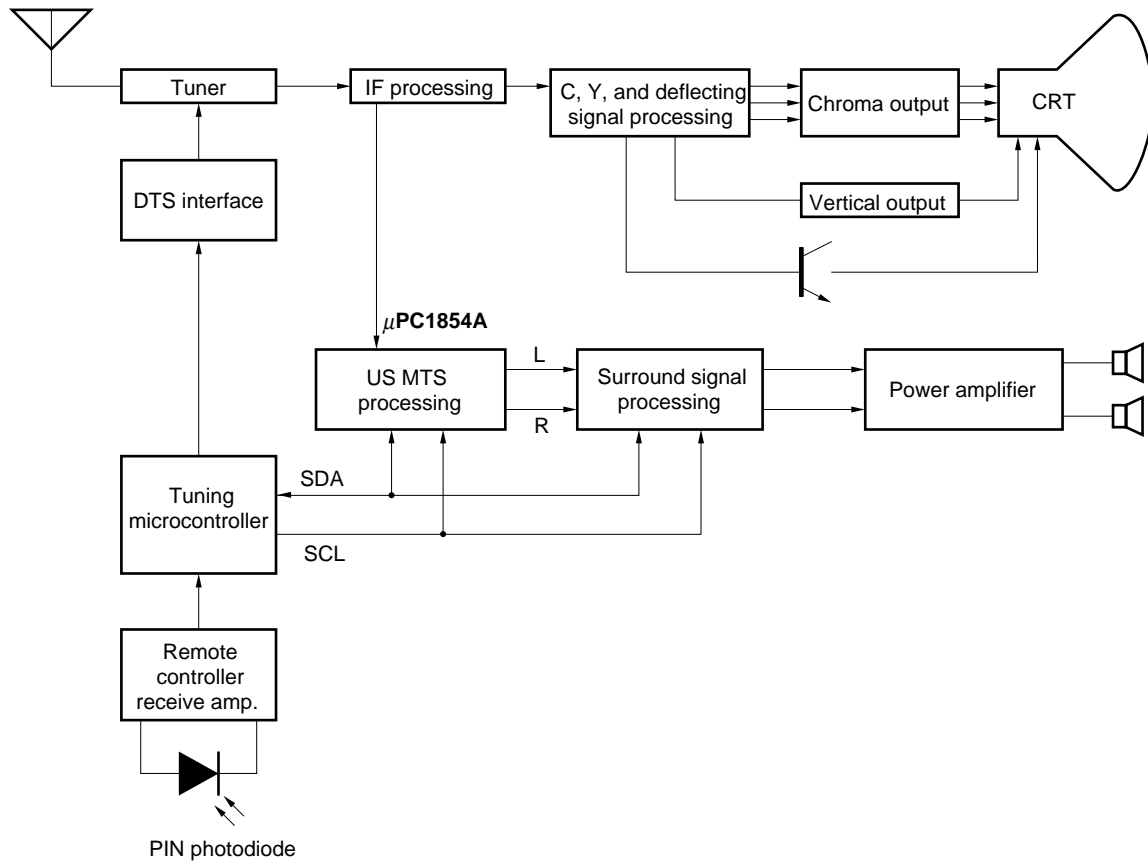 Tuner
IF processing
C, Y, and deflecting
signal processing
Chroma output
CRT
DTS interface
Vertical output
μPC1854A
US MTS
processing
L
R
Surround signal
processing
Power amplifier
Tuning
microcontroller
SDA
SCL
Remote
controller
receive amp.
PIN photodiode